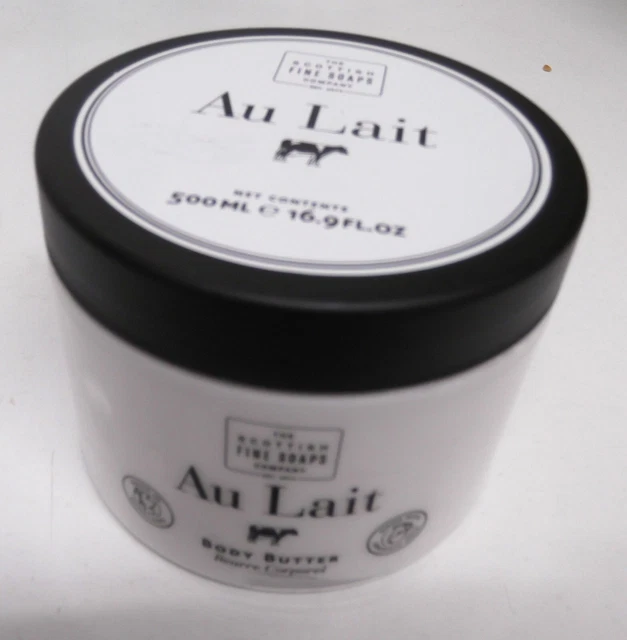 THE
SCOTTISH
FINE SOAPS
COMPANY
Au Lait
NET CONTENTS
500ML ℮ 16.9FL.OZ
THE
SCOTTISH
FINE SOAPS
COMPANY
Au Lait
BODY BUTTER
Beurre Corporel